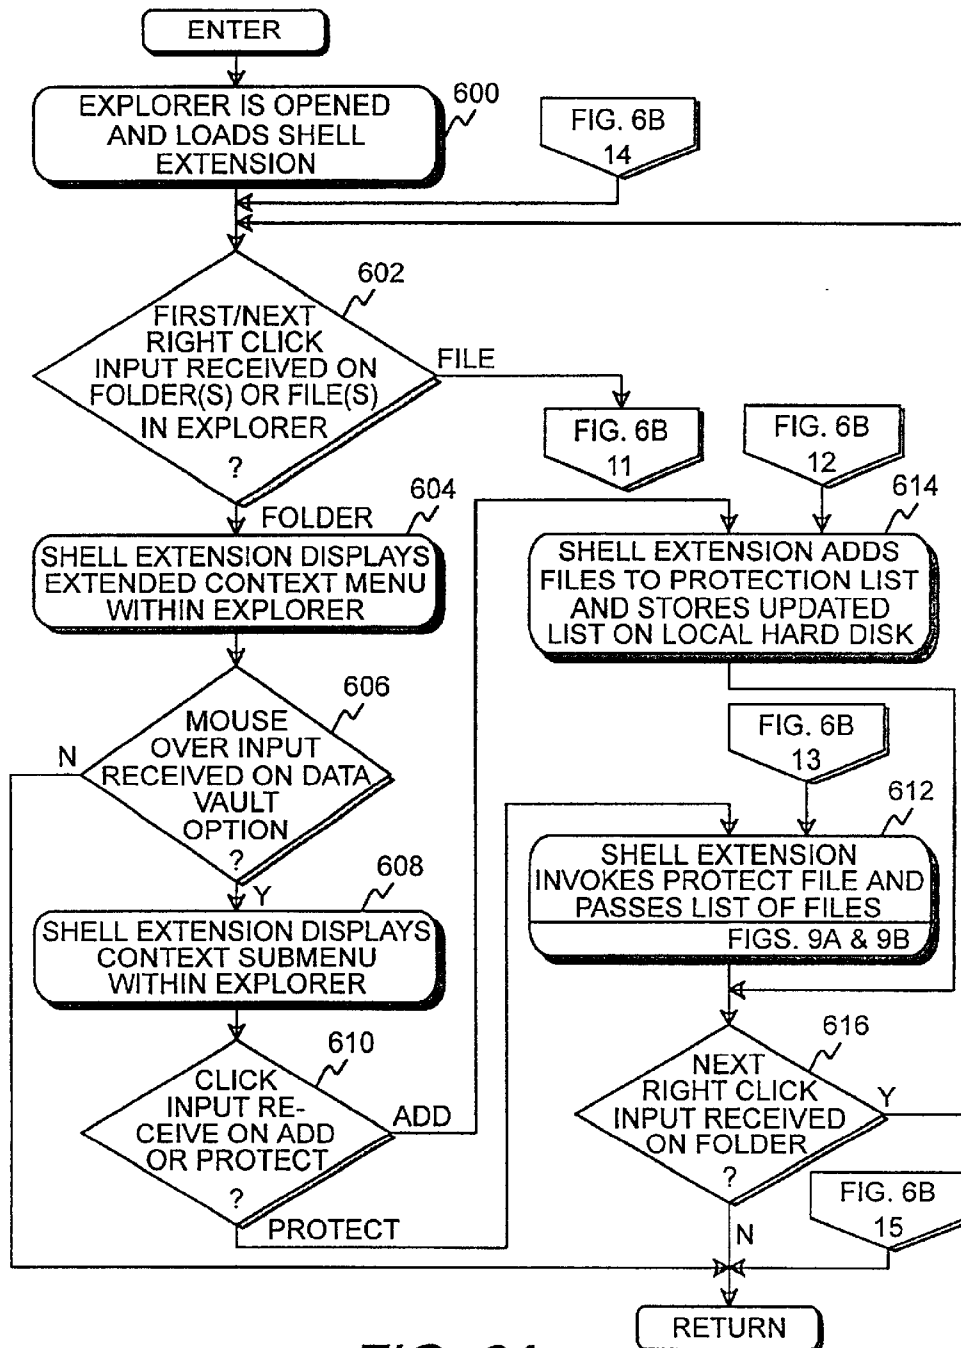 ENTER
EXPLORER IS OPENED
AND LOADS SHELL
EXTENSION
600
FIG. 6B
14
602
FIRST/NEXT
RIGHT CLICK
INPUT RECEIVED ON
FOLDER(S) OR FILE(S)
IN EXPLORER
?
FILE
FIG. 6B
11
FIG. 6B
12
FOLDER
604
SHELL EXTENSION DISPLAYS
EXTENDED CONTEXT MENU
WITHIN EXPLORER
614
SHELL EXTENSION ADDS
FILES TO PROTECTION LIST
AND STORES UPDATED
LIST ON LOCAL HARD DISK
606
MOUSE
OVER INPUT
RECEIVED ON DATA
VAULT
OPTION
?
N
Y
FIG. 6B
13
612
SHELL EXTENSION
INVOKES PROTECT FILE AND
PASSES LIST OF FILES
FIGS. 9A & 9B
608
SHELL EXTENSION DISPLAYS
CONTEXT SUBMENU
WITHIN EXPLORER
610
CLICK
INPUT RE-
CEIVE ON ADD
OR PROTECT
?
ADD
PROTECT
616
NEXT
RIGHT CLICK
INPUT RECEIVED
ON FOLDER
?
Y
N
FIG. 6B
15
RETURN